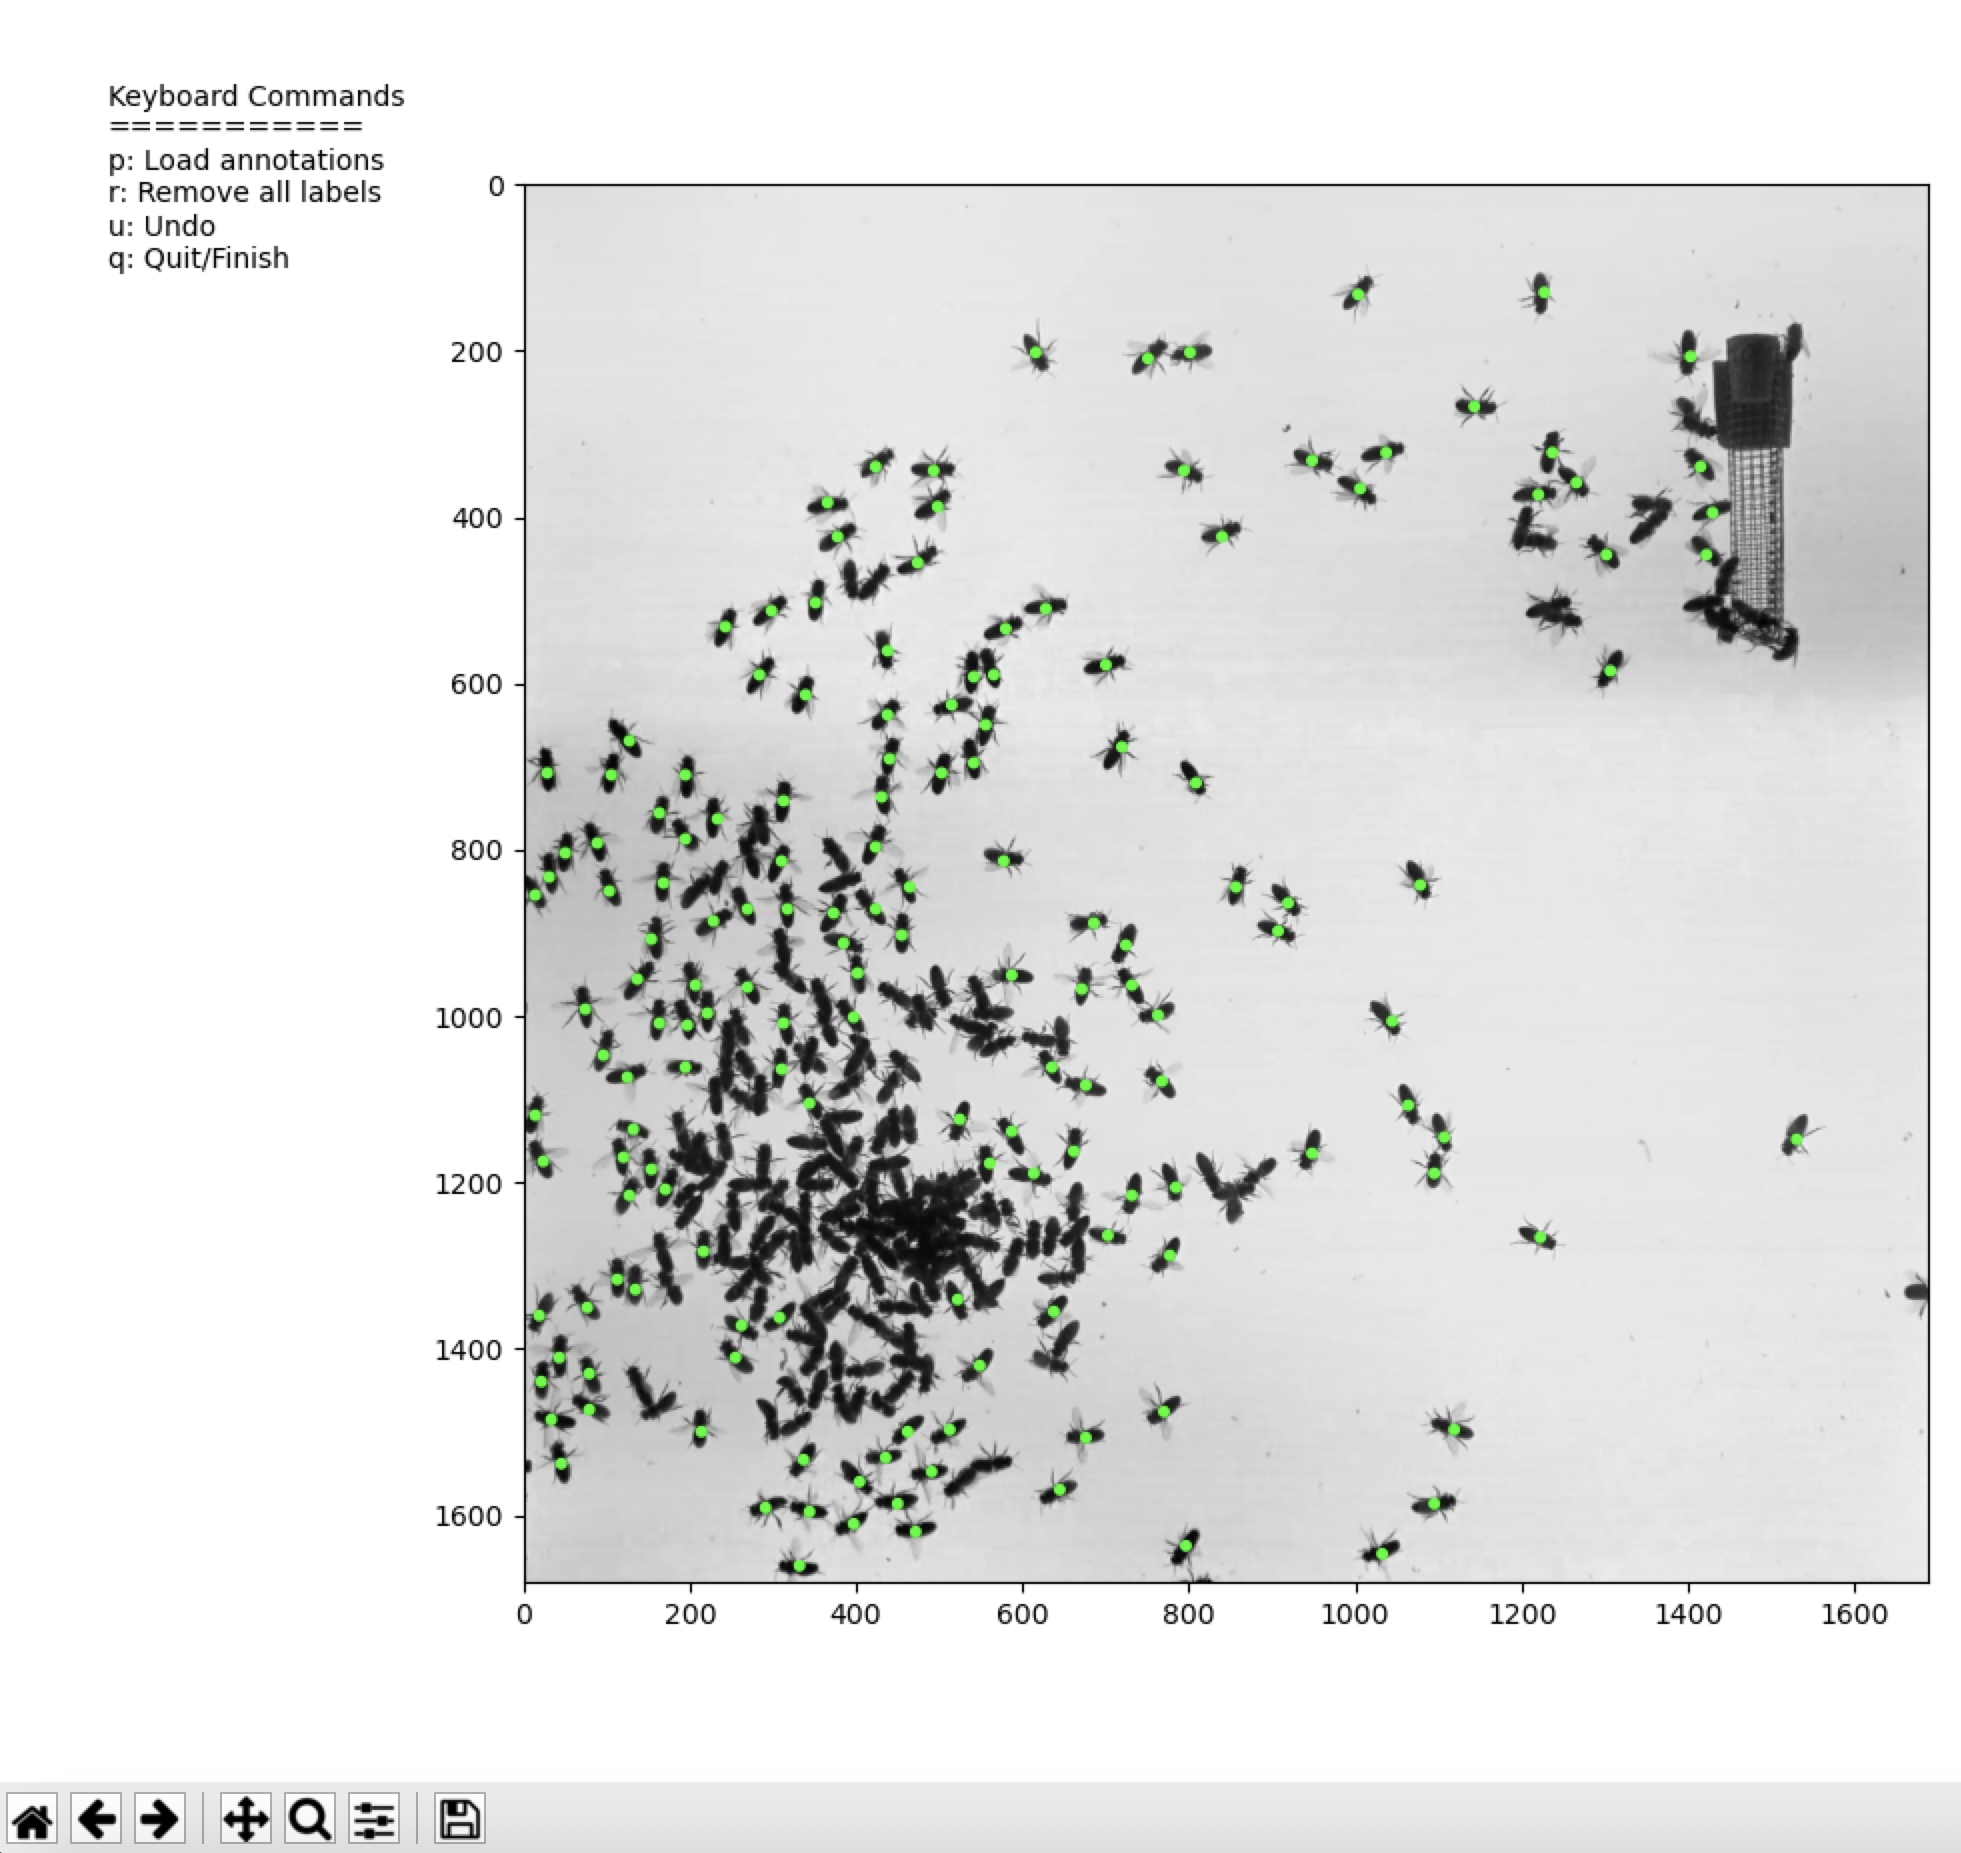 Keyboard Commands
===========
p: Load annotations
r: Remove all labels
u: Undo
q: Quit/Finish
0
200
400
600
800
1000
1200
1400
1600
0 200 400 600 800 1000 1200 1400 1600